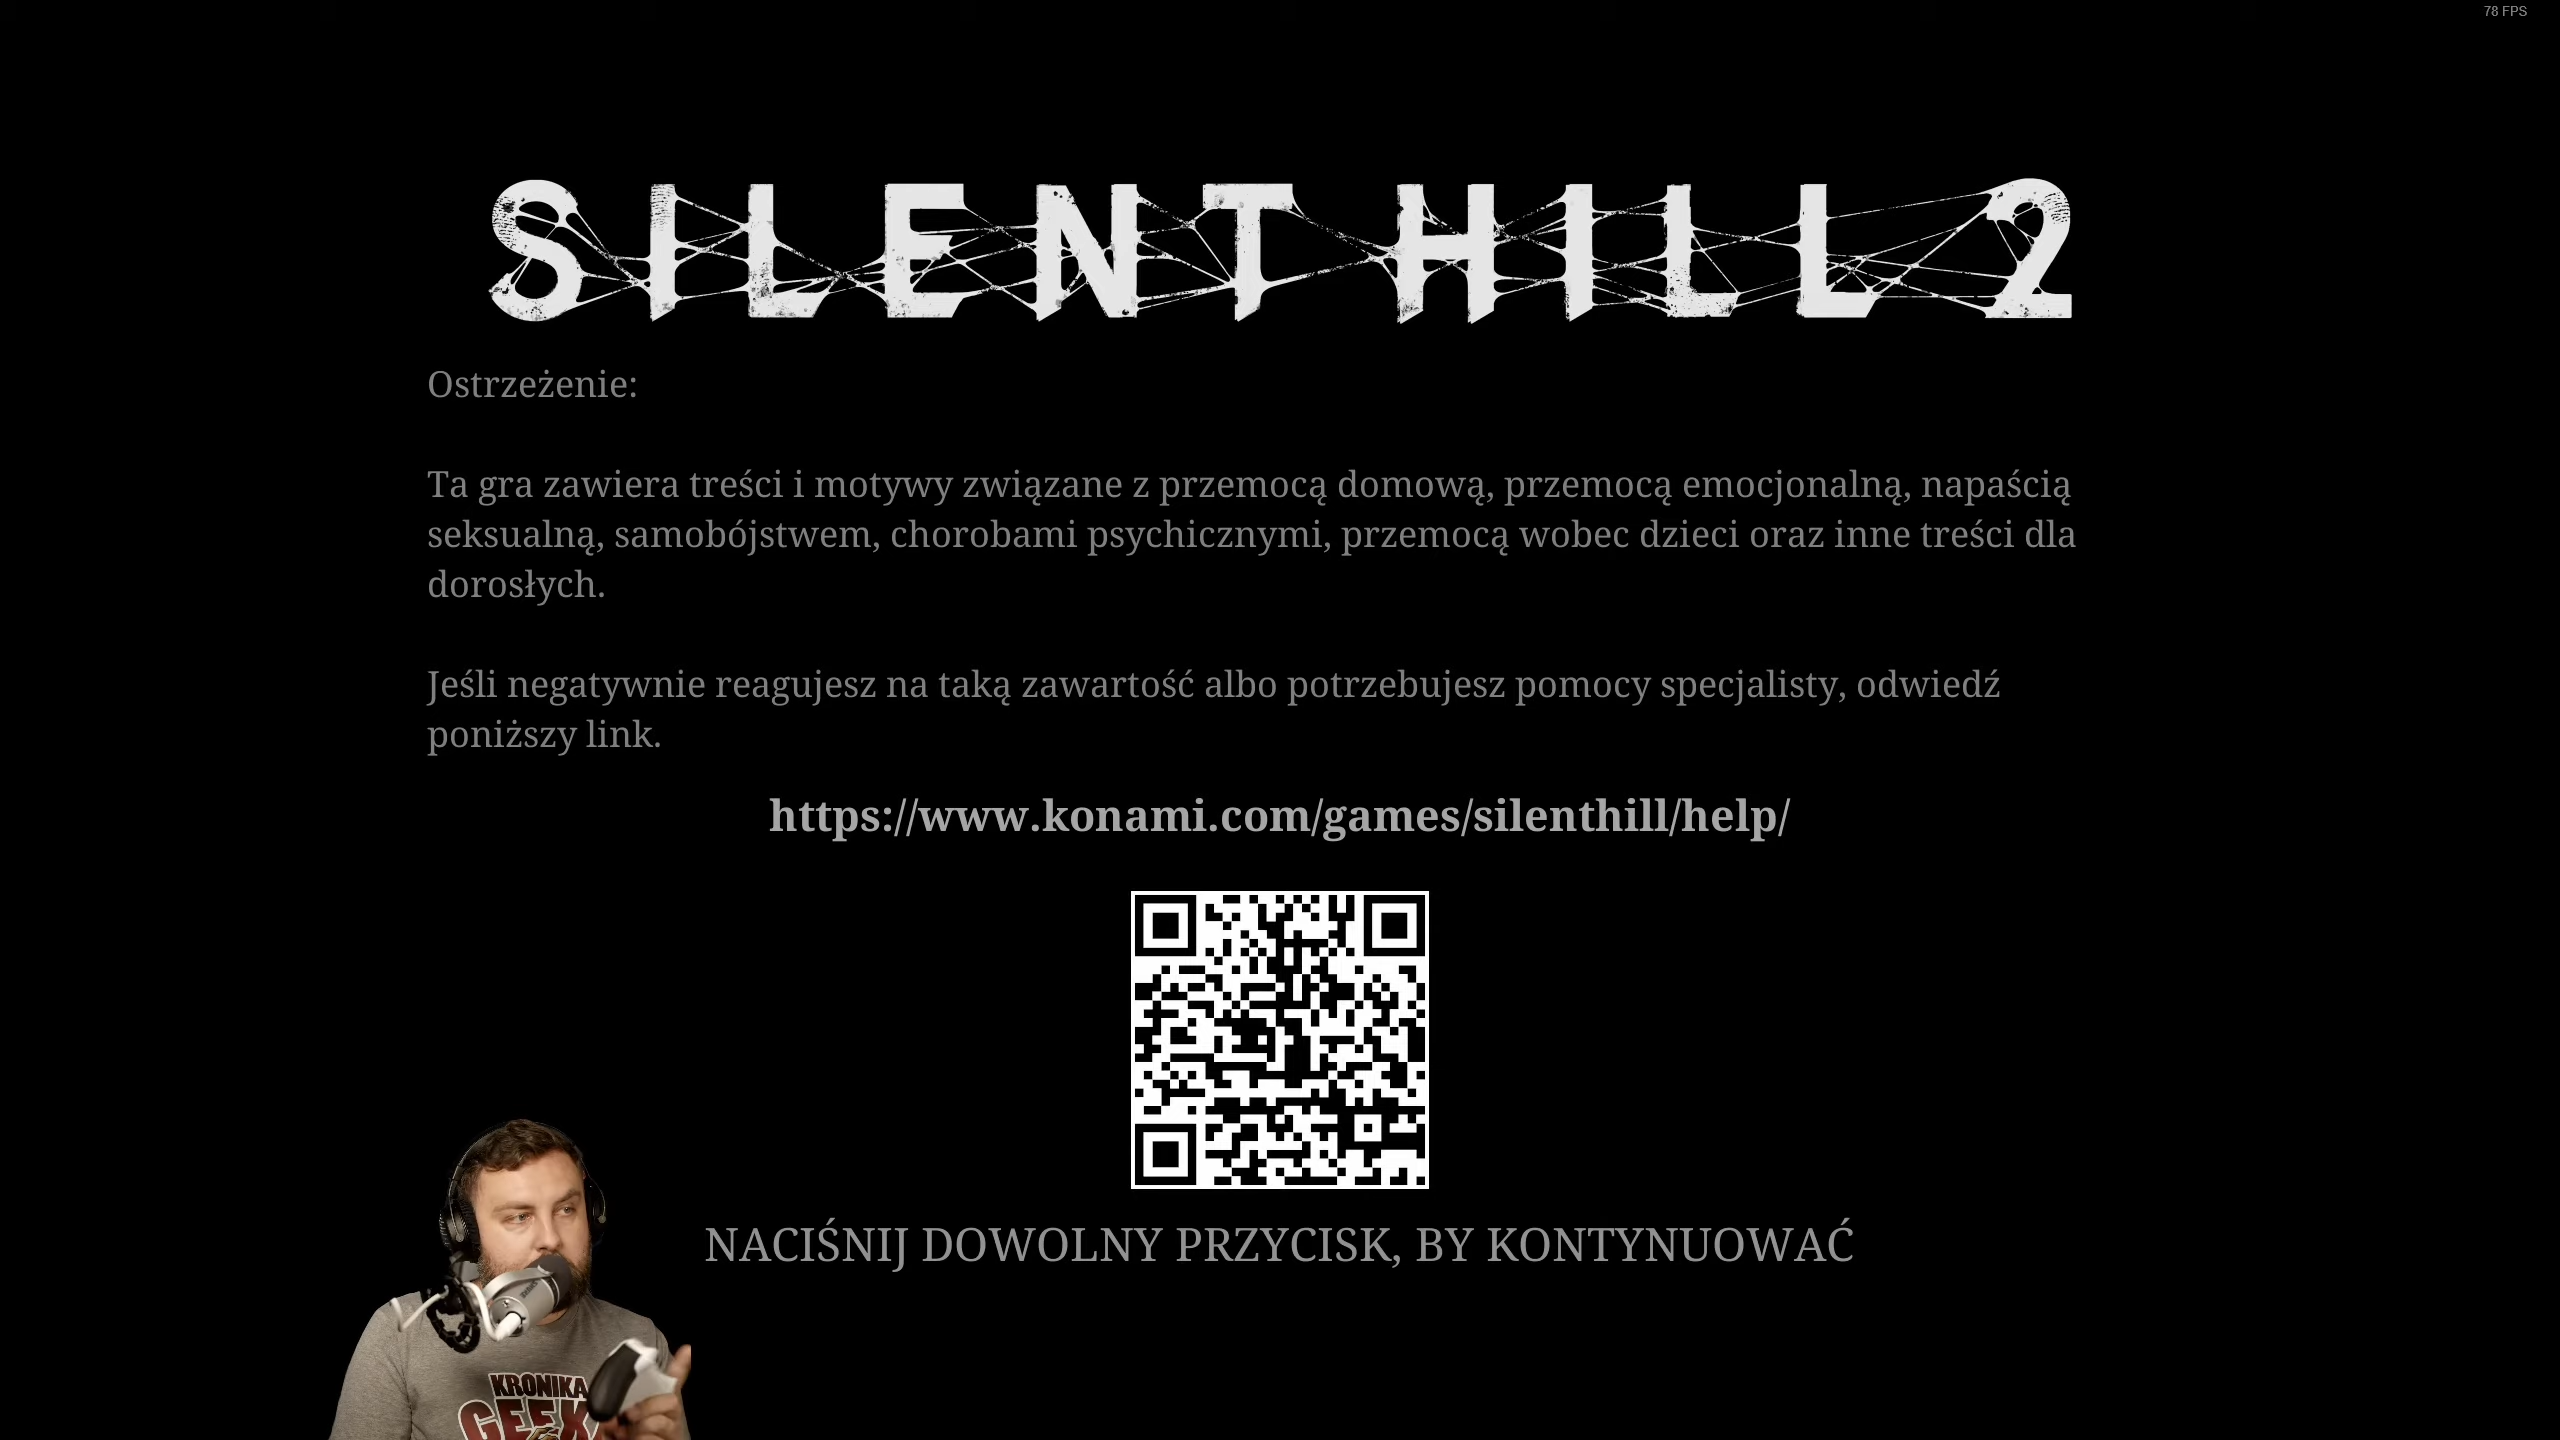 78 FPS
SILENT HILL 2
Ostrzeżenie:
Ta gra zawiera treści i motywy związane z przemocą domową, przemocą emocjonalną, napaścią
seksualną, samobójstwem, chorobami psychicznymi, przemocą wobec dzieci oraz inne treści dla
dorosłych.
Jeśli negatywnie reagujesz na taką zawartość albo potrzebujesz pomocy specjalisty, odwiedź
poniższy link.
https://www.konami.com/games/silenthill/help/
NACIŚNIJ DOWOLNY PRZYCISK, BY KONTYNUOWAĆ
KRONIKA
GEEK